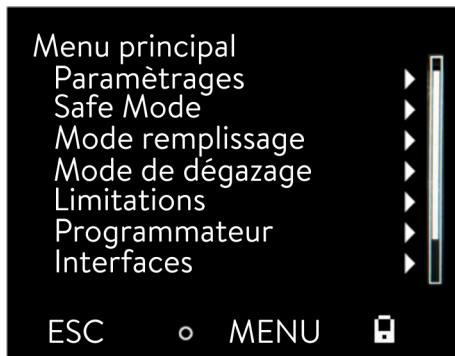 Menu principal
Paramètrages
Safe Mode
Mode remplissage
Mode de dégazage
Limitations
Programmateur
Interfaces
ESC MENU